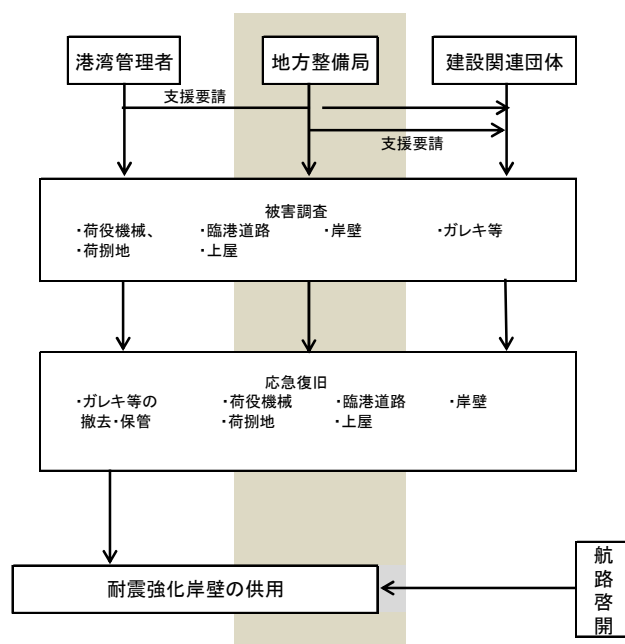 港湾管理者
地方整備局
建設関連団体
支援要請
支援要請
被害調査
・荷役機械、 ・臨港道路 ・岸壁 ・ガレキ等
・荷捌地 ・上屋
応急復旧
・ガレキ等の ・荷役機械 ・臨港道路 ・岸壁
撤去・保管 ・荷捌地 ・上屋
耐震強化岸壁の供用
航路啓開